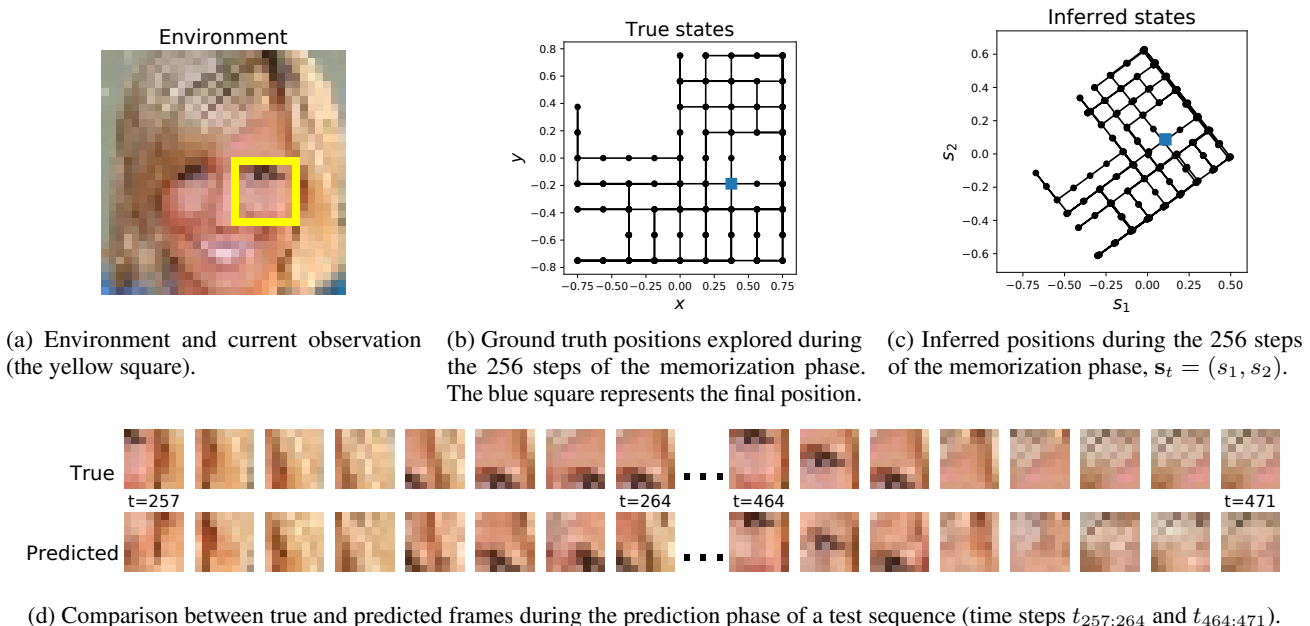 Environment
True states
0.8
0.6
0.4
0.2
0.0
−0.2
−0.4
−0.6
−0.8
y
−0.75 −0.50 −0.25 0.00 0.25 0.50 0.75
x
Inferred states
0.6
0.4
0.2
0.0
−0.2
−0.4
−0.6
s2
−0.75 −0.50 −0.25 0.00 0.25 0.50
s1
(a) Environment and current observation
(the yellow square).
(b) Ground truth positions explored during
the 256 steps of the memorization phase.
The blue square represents the final position.
(c) Inferred positions during the 256 steps
of the memorization phase, st = (s1, s2).
True
t=257 t=264 t=464 t=471
Predicted
(d) Comparison between true and predicted frames during the prediction phase of a test sequence (time steps t257:264 and t464:471).